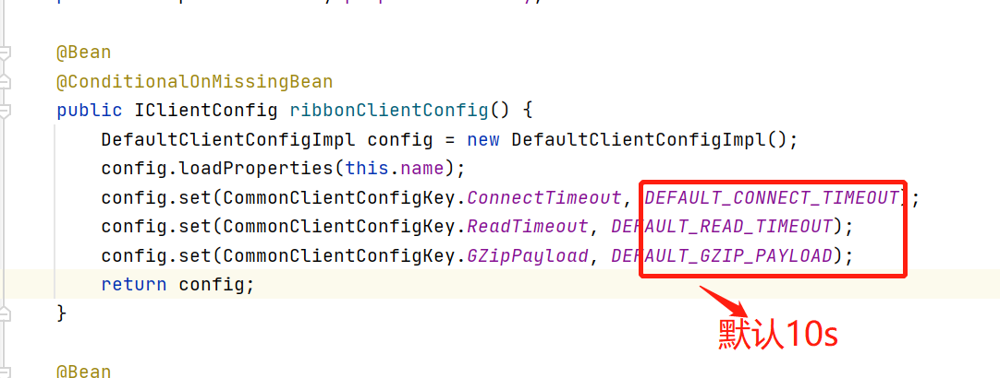 @Bean
@ConditionalOnMissingBean
public IClientConfig ribbonClientConfig() {
DefaultClientConfigImpl config = new DefaultClientConfigImpl();
config.loadProperties(this.name);
config.set(CommonClientConfigKey.ConnectTimeout, DEFAULT_CONNECT_TIMEOUT);
config.set(CommonClientConfigKey.ReadTimeout, DEFAULT_READ_TIMEOUT);
config.set(CommonClientConfigKey.GZipPayload, DEFAULT_GZIP_PAYLOAD);
return config;
}
默认10s
@Bean